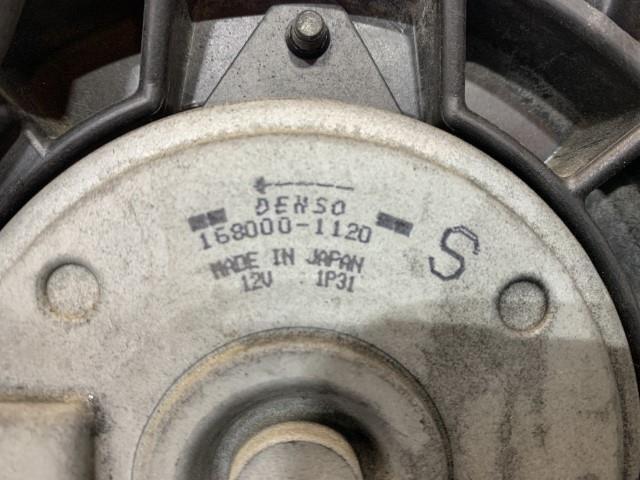 DENSO
168000-1120
S
MADE IN JAPAN
12V 1P31